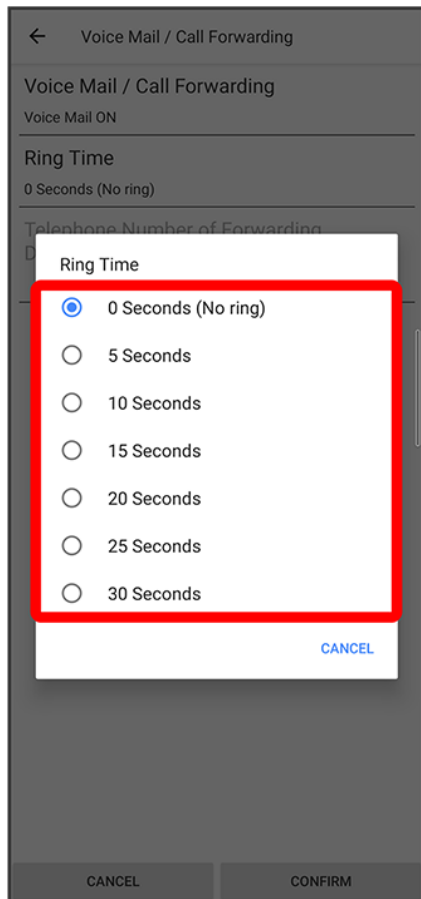 Voice Mail / Call Forwarding
Voice Mail / Call Forwarding
Voice Mail ON
Ring Time
0 Seconds (No ring)
Telephone Number of Forwarding
D
Ring Time
0 Seconds (No ring)
5 Seconds
10 Seconds
15 Seconds
20 Seconds
25 Seconds
30 Seconds
CANCEL
CANCEL
CONFIRM